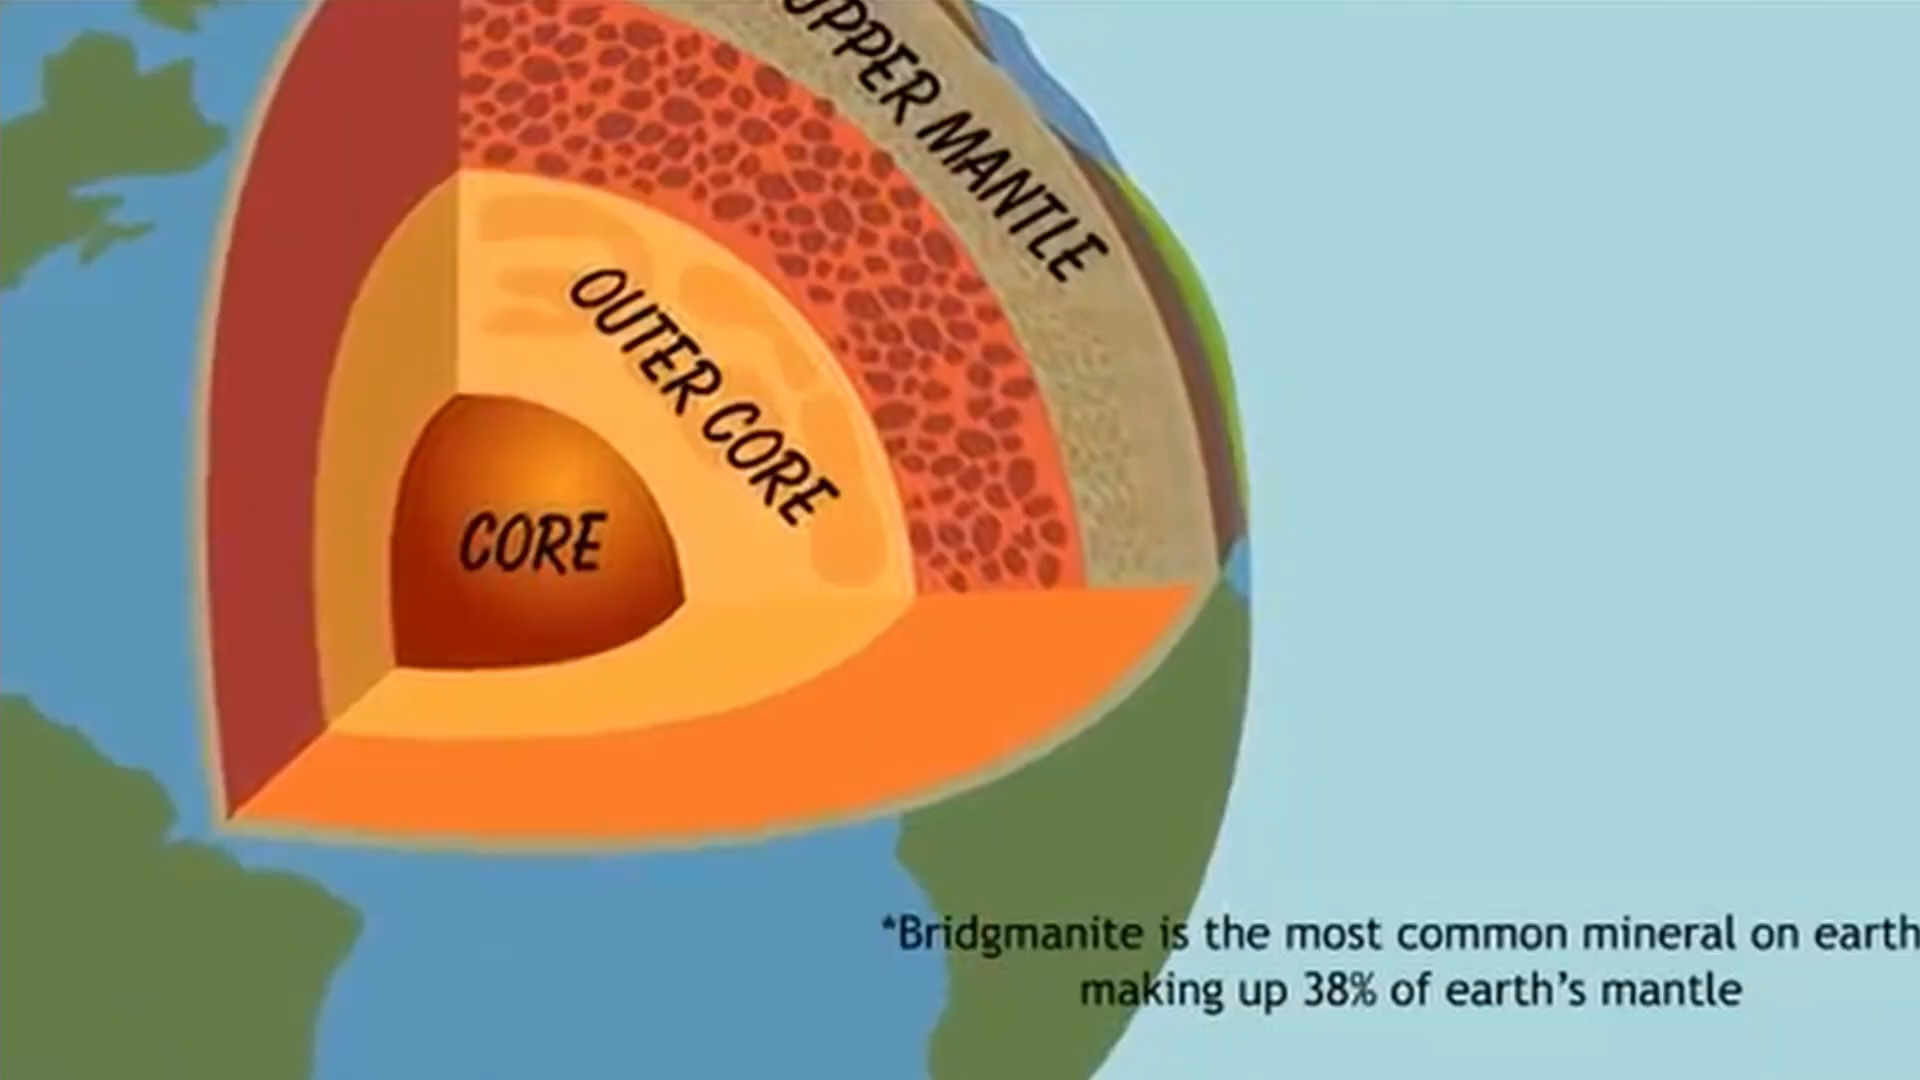 UPPER MANTLE
OUTER CORE
CORE
*Bridgmanite is the most common mineral on earth
making up 38% of earth’s mantle